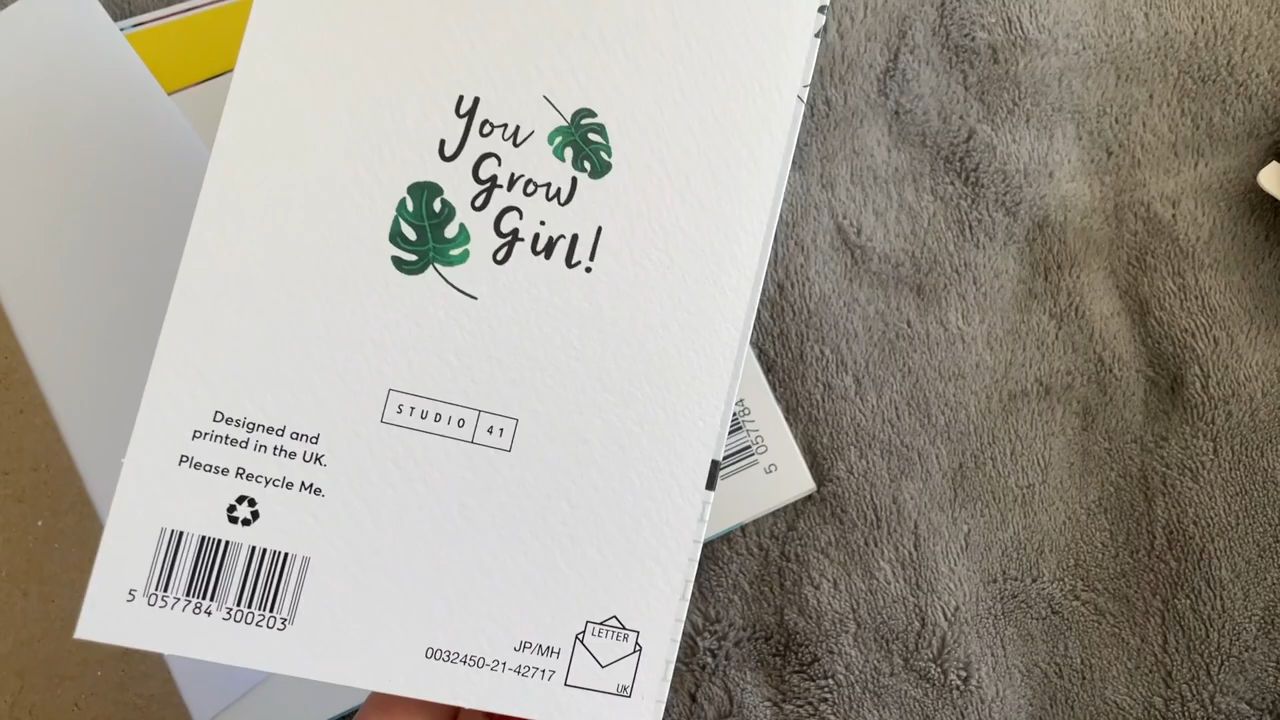 You
Grow
Girl!
STUDIO 41
Designed and
printed in the UK.
Please Recycle Me.
5 057784 300203
JP/MH
0032450-21-42717
LETTER
UK
5 057784